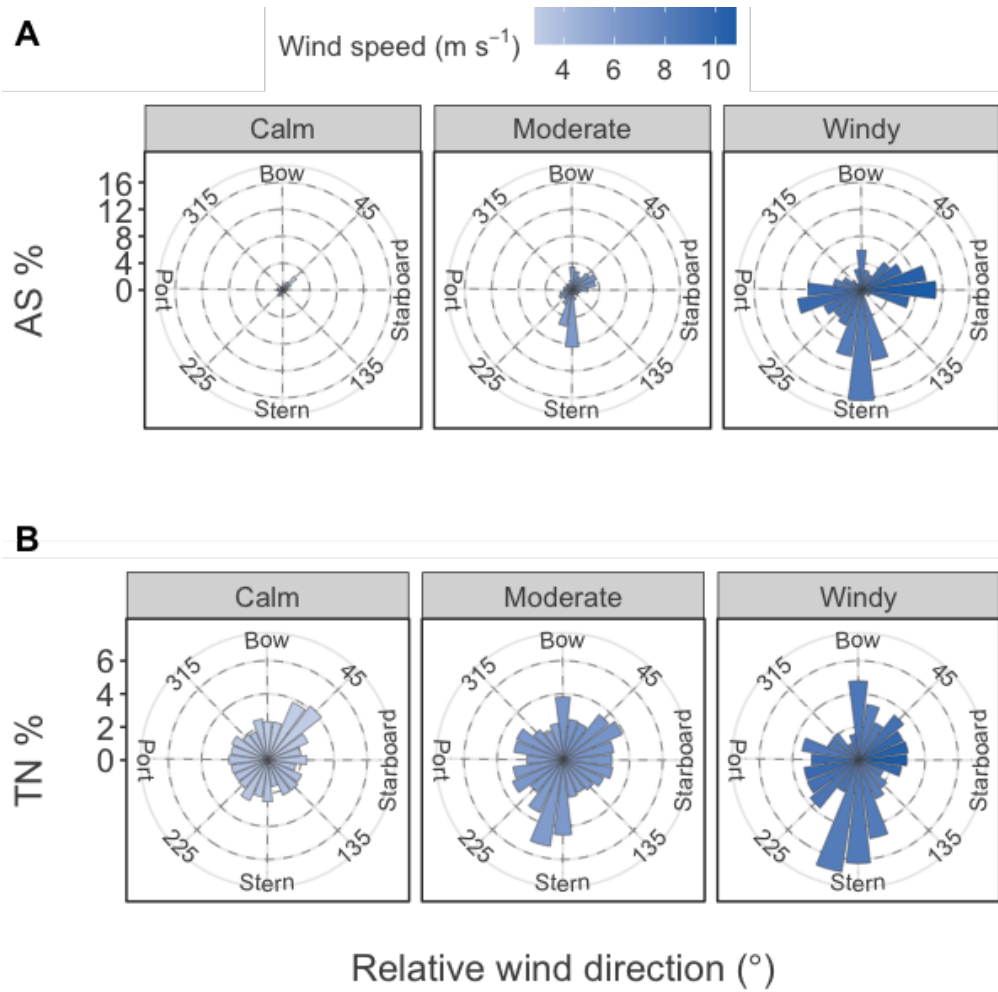 A
Wind speed (m s⁻¹)
4 6 8 10
Calm Moderate Windy
AS %
16
12
8
4
0
Bow
45
Starboard
135
Stern
225
Port
315
Bow
45
Starboard
135
Stern
225
Port
315
Bow
45
Starboard
135
Stern
225
Port
315
B
Calm Moderate Windy
TN %
6
4
2
0
Bow
45
Starboard
135
Stern
225
Port
315
Bow
45
Starboard
135
Stern
225
Port
315
Bow
45
Starboard
135
Stern
225
Port
315
Relative wind direction (°)